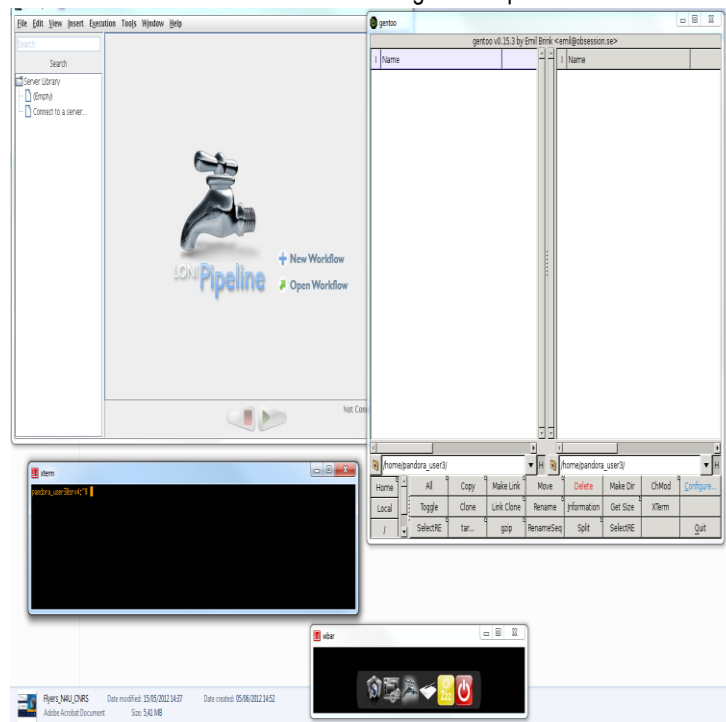 File Edit View Insert Execution Tools Window Help
Search
Search
Server Library
(Empty)
Connect to a server...
LONI Pipeline
New Workflow
Open Workflow
Not Con
gentoo
gentoo v0.15.3 by Emil Brink <emil@obsession.se>
I Name
I Name
/home/pandora_user3/ H
/home/pandora_user3/ H
Home All Copy Make Link Move Delete Make Dir ChMod Configure...
Local Toggle Clone Link Clone Rename Information Get Size XTerm
/ SelectRE tar... gzip RenameSeq Split SelectRE Quit
xterm
wbar
Flyers_N4U_CNRS Date modified: 15/05/2012 14:37 Date created: 05/06/2012 14:52
Adobe Acrobat Document Size: 5,41 MB